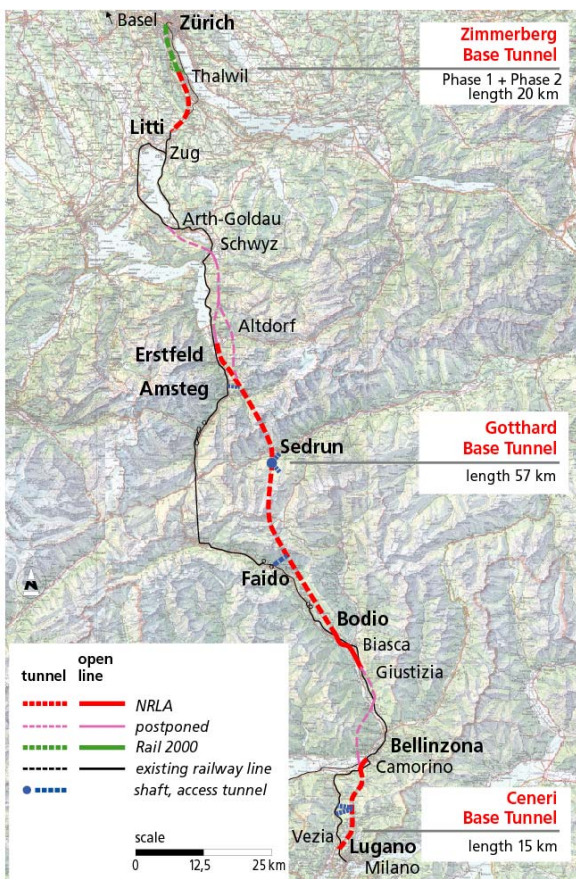 Basel
Zürich
Zimmerberg
Base Tunnel
Phase 1 + Phase 2
length 20 km
Thalwil
Litti
Zug
Arth-Goldau
Schwyz
Altdorf
Erstfeld
Amsteg
Gotthard
Base Tunnel
length 57 km
Sedrun
N
Faido
Bodio
Biasca
Giustizia
tunnel
open
line
NRLA
postponed
Rail 2000
existing railway line
shaft, access tunnel
scale
0 12,5 25 km
Bellinzona
Camorino
Ceneri
Base Tunnel
length 15 km
Vezia
Lugano
Milano